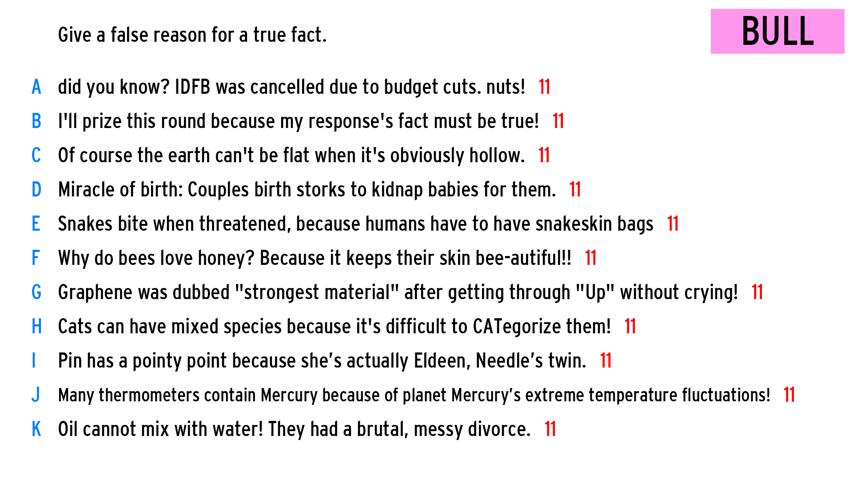 Give a false reason for a true fact.
BULL
A did you know? IDFB was cancelled due to budget cuts. nuts! 11
B I'll prize this round because my response's fact must be true! 11
C Of course the earth can't be flat when it's obviously hollow. 11
D Miracle of birth: Couples birth storks to kidnap babies for them. 11
E Snakes bite when threatened, because humans have to have snakeskin bags 11
F Why do bees love honey? Because it keeps their skin bee-autiful!! 11
G Graphene was dubbed "strongest material" after getting through "Up" without crying! 11
H Cats can have mixed species because it's difficult to CATegorize them! 11
I Pin has a pointy point because she’s actually Eldeen, Needle’s twin. 11
J Many thermometers contain Mercury because of planet Mercury’s extreme temperature fluctuations! 11
K Oil cannot mix with water! They had a brutal, messy divorce. 11